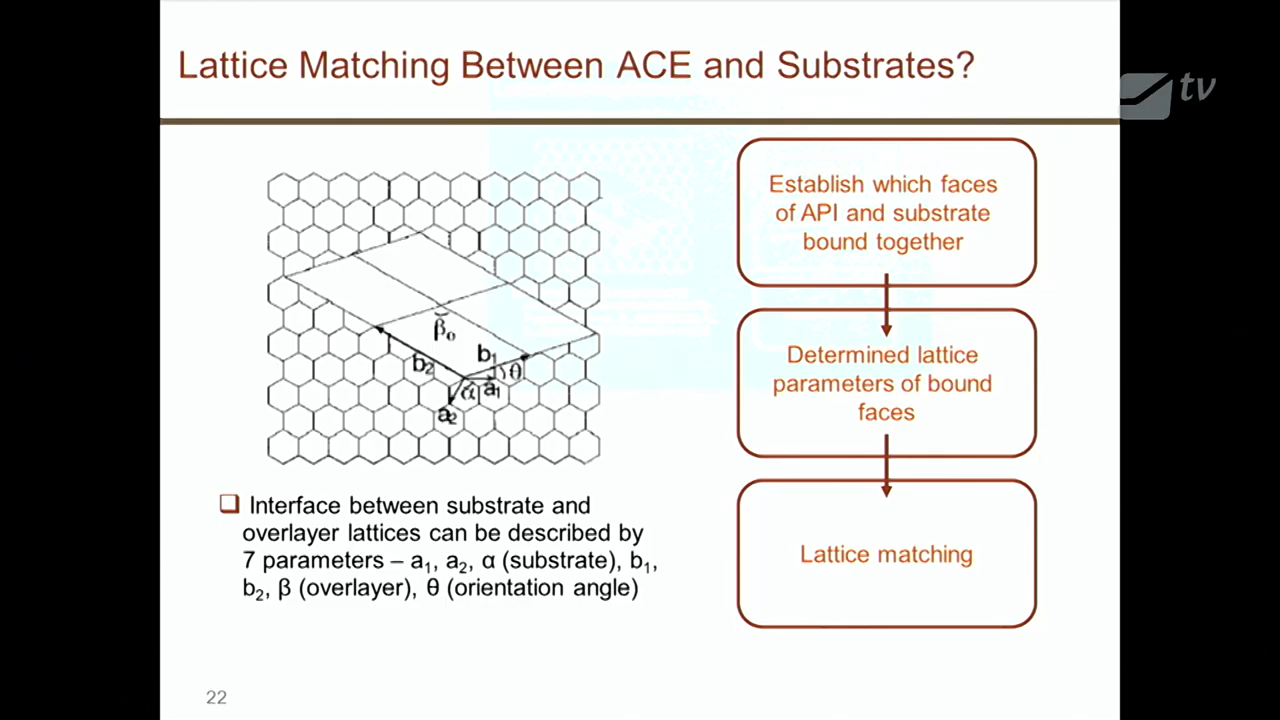 Lattice Matching Between ACE and Substrates?
tv
β₀
b₂
b₁
θ
α
a₁
a₂
Interface between substrate and
overlayer lattices can be described by
7 parameters – a₁, a₂, α (substrate), b₁,
b₂, β (overlayer), θ (orientation angle)
Establish which faces
of API and substrate
bound together
Determined lattice
parameters of bound
faces
Lattice matching
22